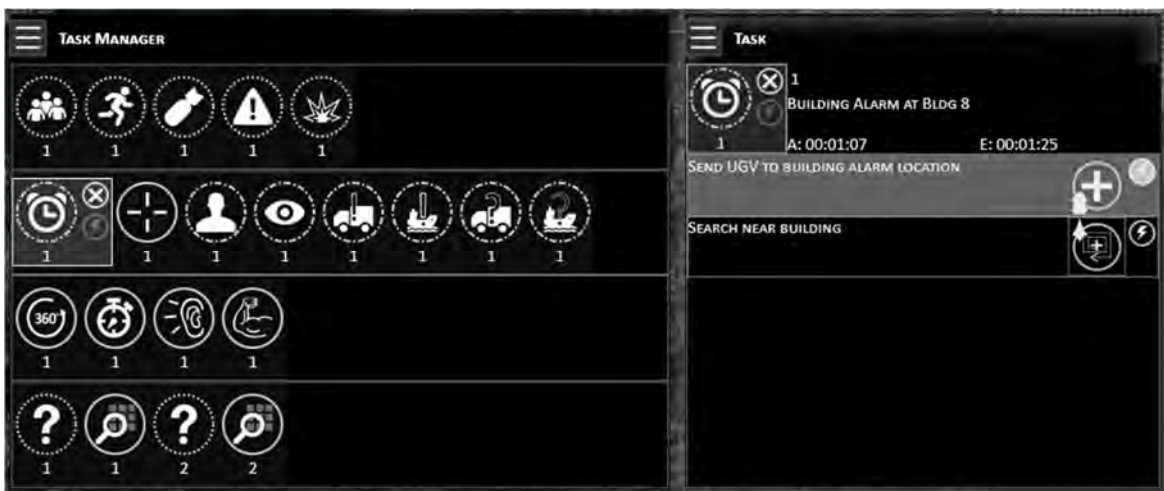 TASK MANAGER
1 1 1 1 1
1 1 1 1 1 1 1 1
360°
1 1 1 1
? ? 
1 1 2 2
TASK
1
BUILDING ALARM AT BLDG 8
1 A: 00:01:07 E: 00:01:25
SEND UGV TO BUILDING ALARM LOCATION
SEARCH NEAR BUILDING